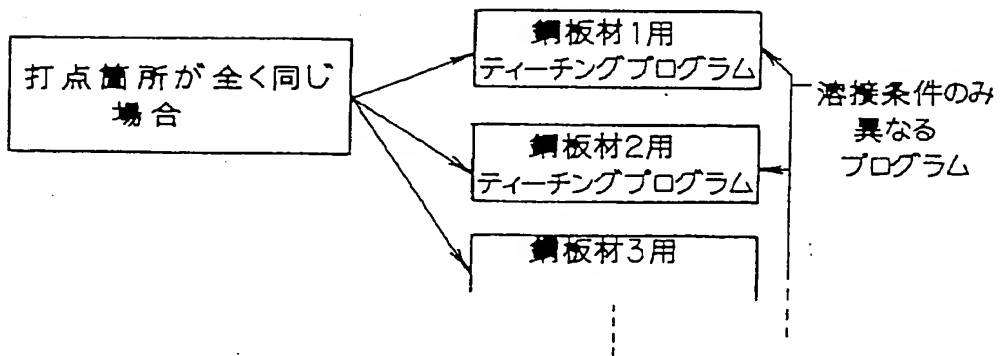 打点箇所が全く同じ
場合
鋼板材1用
ティーチングプログラム
鋼板材2用
ティーチングプログラム
鋼板材3用
溶接条件のみ
異なる
プログラム